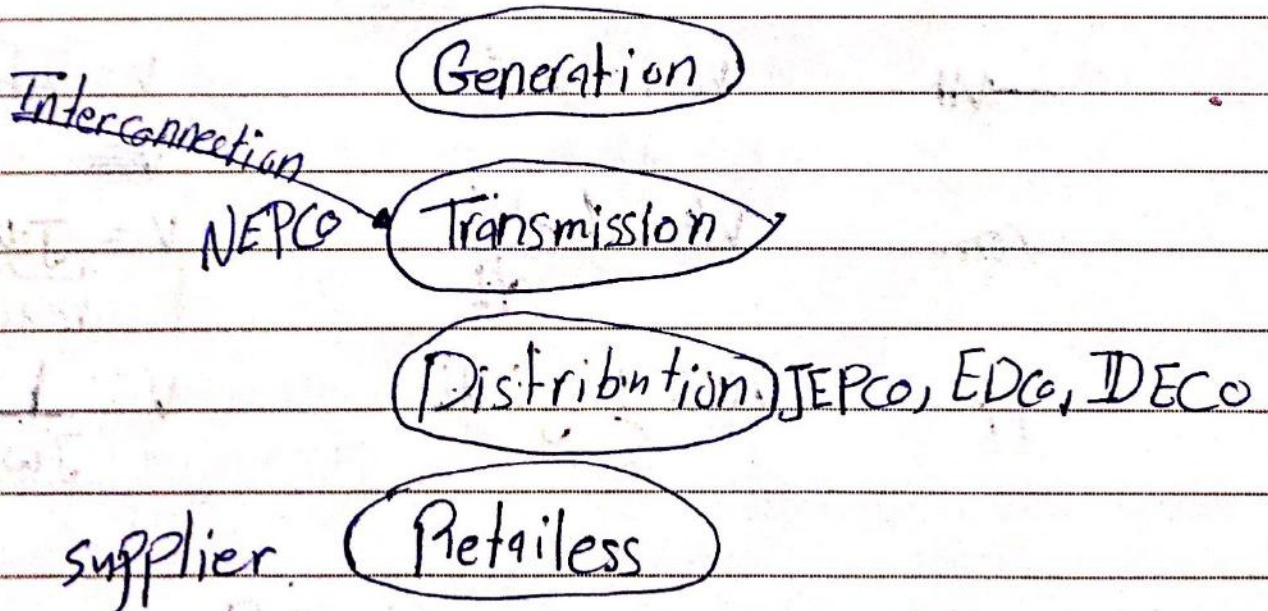 Generation
Interconnection
NEPCO Transmission
Distribution JEPCO, EDCO, IDECO
supplier Retailess